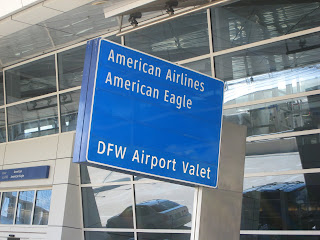 American Airlines
American Eagle
DFW Airport Valet